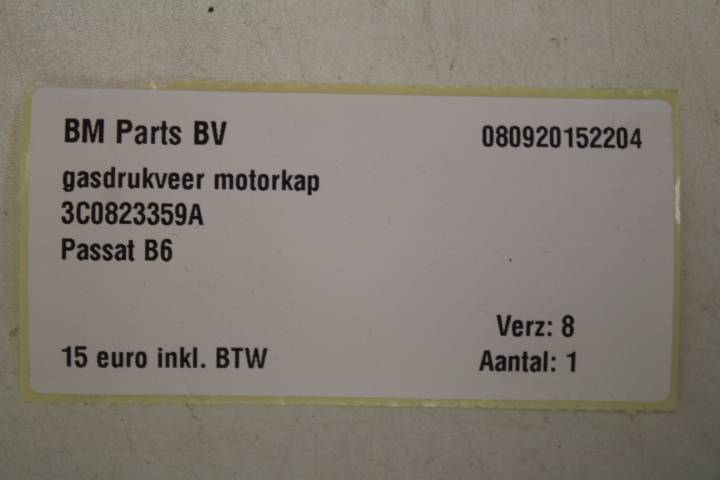 BM Parts BV 080920152204
gasdrukveer motorkap
3C0823359A
Passat B6
Verz: 8
15 euro inkl. BTW Aantal: 1